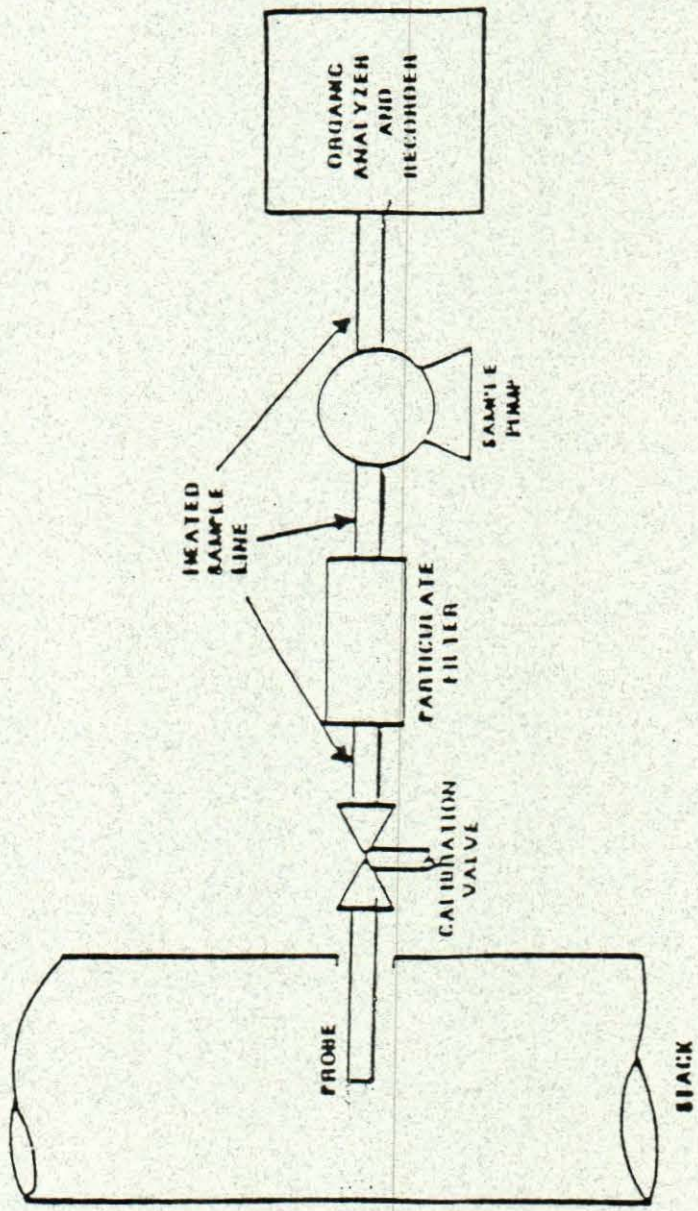 ORGANIC
ANALYZER
AND
RECORDER
HEATED
SAMPLE
LINE
SAMPLE
PUMP
PARTICULATE
FILTER
CALIBRATION
VALVE
PROBE
STACK